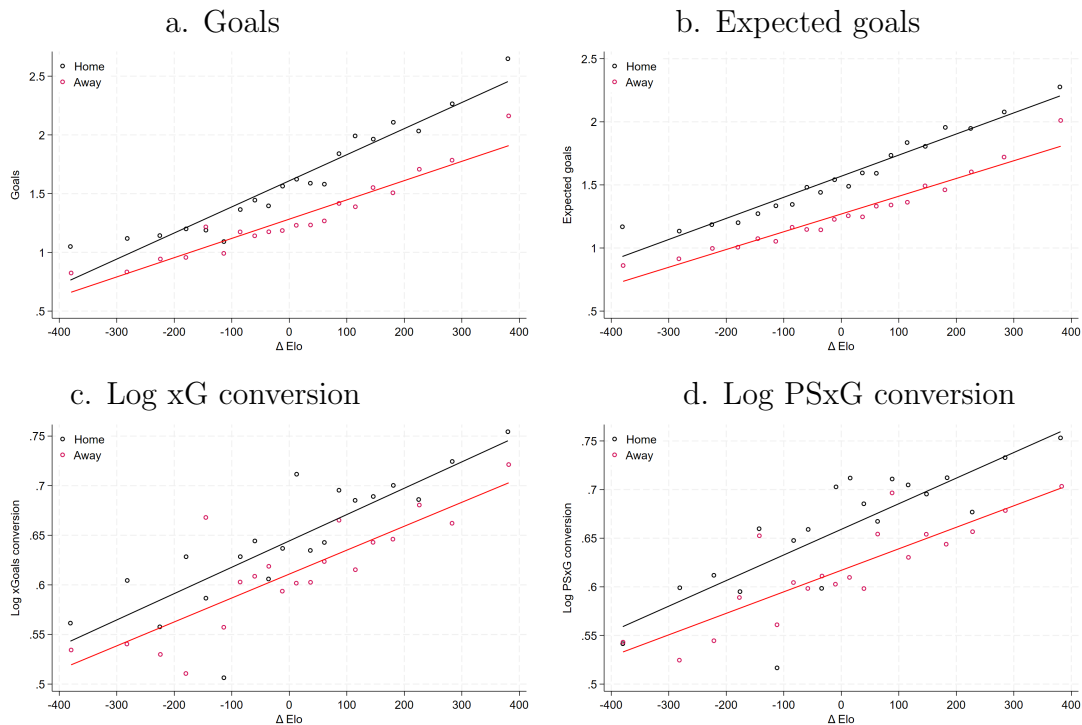 a. Goals
Home
Away
2.5
2
1.5
1
.5
Goals
-400 -300 -200 -100 0 100 200 300 400
Δ Elo
b. Expected goals
Home
Away
2.5
2
1.5
1
.5
Expected goals
-400 -300 -200 -100 0 100 200 300 400
Δ Elo
c. Log xG conversion
Home
Away
.75
.7
.65
.6
.55
.5
Log xGoals conversion
-400 -300 -200 -100 0 100 200 300 400
Δ Elo
d. Log PSxG conversion
Home
Away
.75
.7
.65
.6
.55
.5
Log PSxG conversion
-400 -300 -200 -100 0 100 200 300 400
Δ Elo